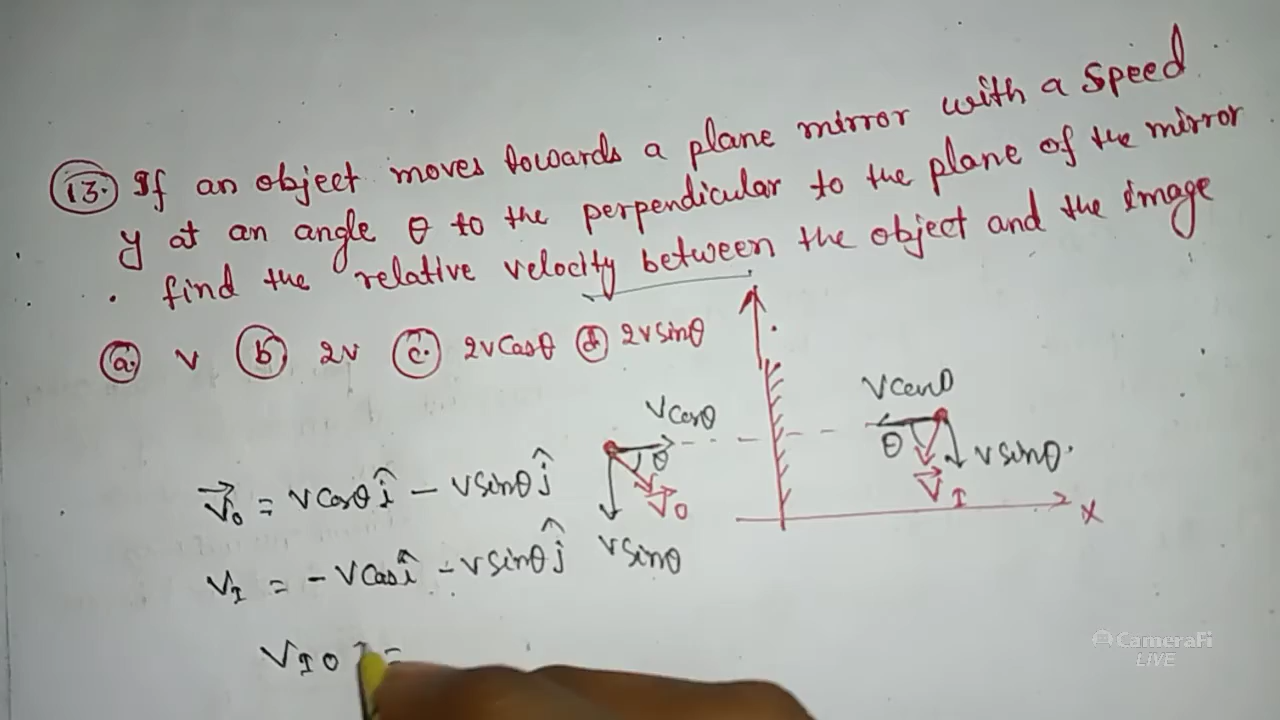 13. If an object moves towards a plane mirror with a speed
y at an angle θ to the perpendicular to the plane of the mirror
. find the relative velocity between the object and the image
a. v b 2v c. 2vCosθ d 2vSinθ
VCosθ
VCosθ
θ
θ
VSinθ.
V⃗I
V⃗o
X
VSinθ
V⃗o = VCosθ î - VSinθ ĵ
VI = - VCos î - VSinθ ĵ
VIO =
CameraFi
LIVE